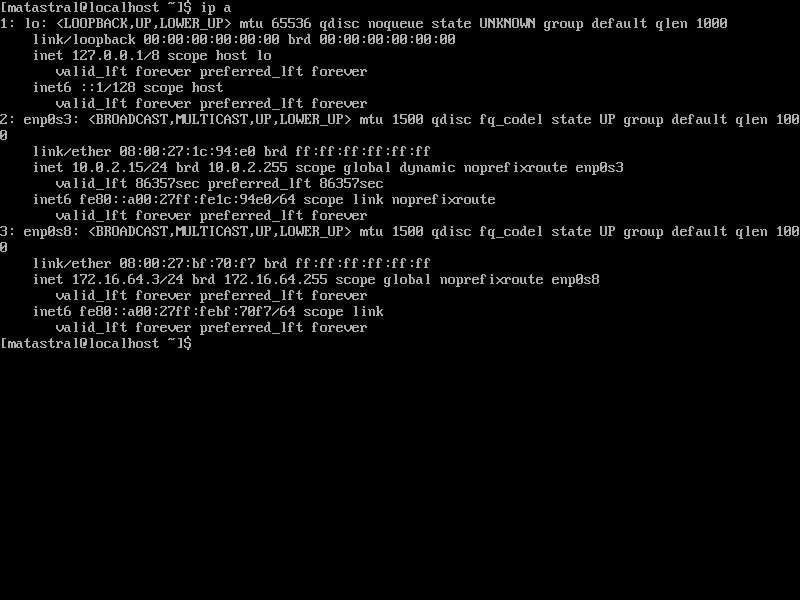 [matastral@localhost ~]$ ip a
1: lo: <LOOPBACK,UP,LOWER_UP> mtu 65536 qdisc noqueue state UNKNOWN group default qlen 1000
    link/loopback 00:00:00:00:00:00 brd 00:00:00:00:00:00
    inet 127.0.0.1/8 scope host lo
       valid_lft forever preferred_lft forever
    inet6 ::1/128 scope host
       valid_lft forever preferred_lft forever
2: enp0s3: <BROADCAST,MULTICAST,UP,LOWER_UP> mtu 1500 qdisc fq_codel state UP group default qlen 100
0
    link/ether 08:00:27:1c:94:e0 brd ff:ff:ff:ff:ff:ff
    inet 10.0.2.15/24 brd 10.0.2.255 scope global dynamic noprefixroute enp0s3
       valid_lft 86357sec preferred_lft 86357sec
    inet6 fe80::a00:27ff:fe1c:94e0/64 scope link noprefixroute
       valid_lft forever preferred_lft forever
3: enp0s8: <BROADCAST,MULTICAST,UP,LOWER_UP> mtu 1500 qdisc fq_codel state UP group default qlen 100
0
    link/ether 08:00:27:bf:70:f7 brd ff:ff:ff:ff:ff:ff
    inet 172.16.64.3/24 brd 172.16.64.255 scope global noprefixroute enp0s8
       valid_lft forever preferred_lft forever
    inet6 fe80::a00:27ff:febf:70f7/64 scope link
       valid_lft forever preferred_lft forever
[matastral@localhost ~]$